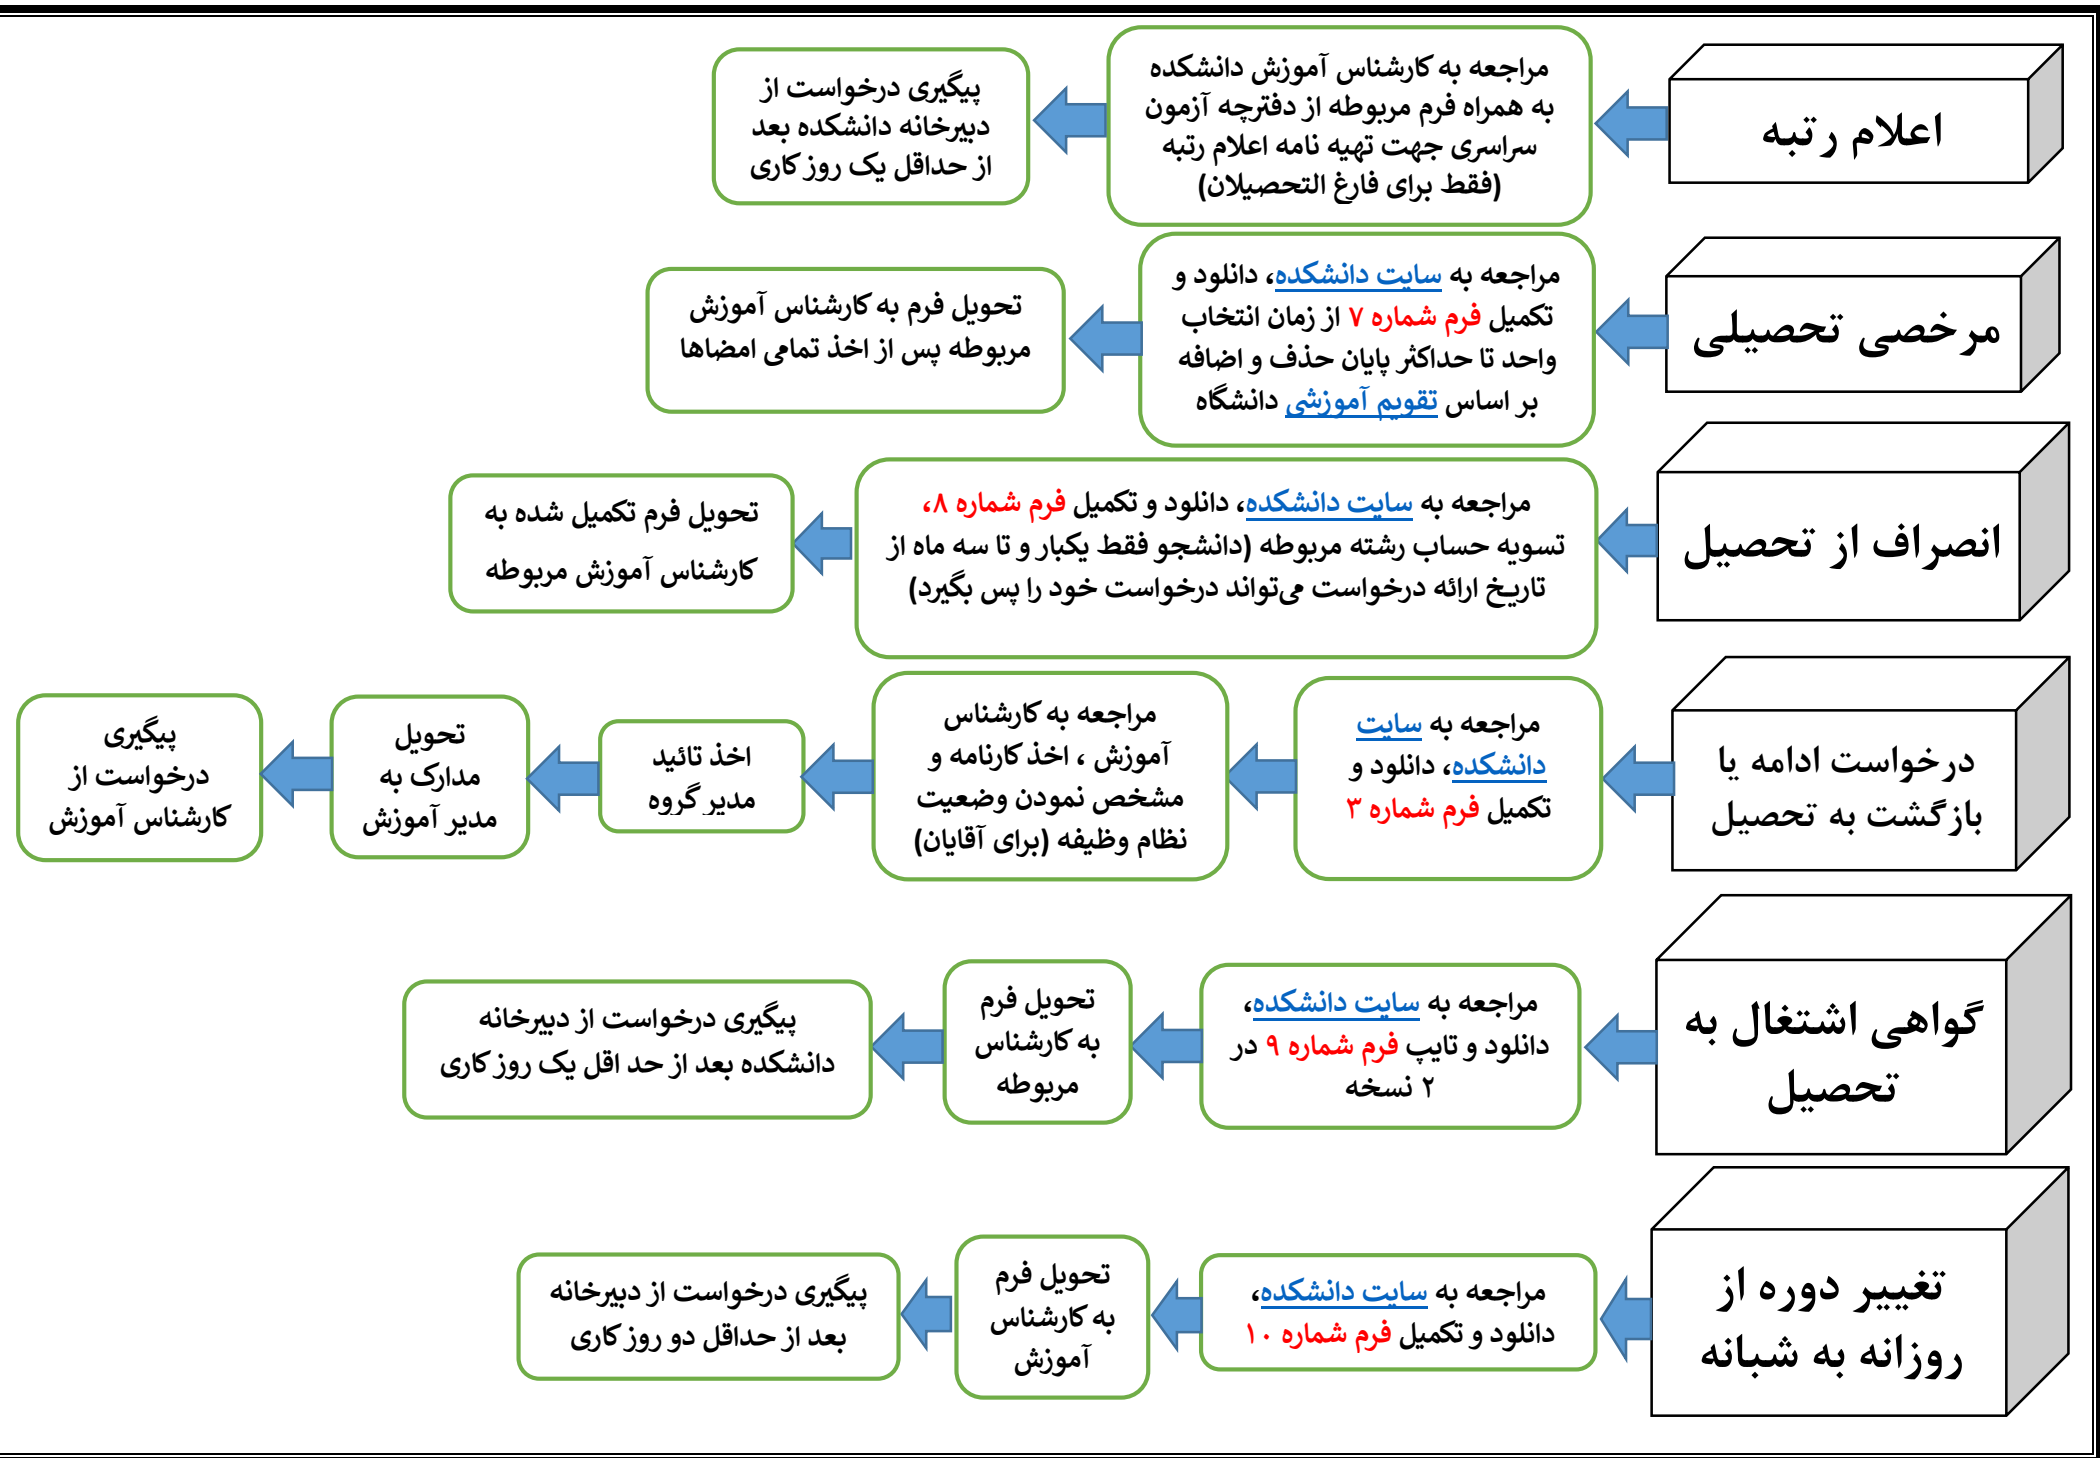 اعلام رتبه
مراجعه به کارشناس آموزش دانشکده
به همراه فرم مربوطه از دفترچه آزمون
سراسری جهت تهیه نامه اعلام رتبه
(فقط برای فارغ التحصیلان)
پیگیری درخواست از
دبیرخانه دانشکده بعد
از حداقل یک روز کاری
مرخصی تحصیلی
مراجعه به سایت دانشکده، دانلود و
تکمیل فرم شماره ۷ از زمان انتخاب
واحد تا حداکثر پایان حذف و اضافه
بر اساس تقویم آموزشی دانشگاه
تحویل فرم به کارشناس آموزش
مربوطه پس از اخذ تمامی امضاها
انصراف از تحصیل
مراجعه به سایت دانشکده، دانلود و تکمیل فرم شماره ۸،
تسویه حساب رشته مربوطه (دانشجو فقط یکبار و تا سه ماه از
تاریخ ارائه درخواست می‌تواند درخواست خود را پس بگیرد)
تحویل فرم تکمیل شده به
کارشناس آموزش مربوطه
درخواست ادامه یا
بازگشت به تحصیل
مراجعه به سایت
دانشکده، دانلود و
تکمیل فرم شماره ۳
مراجعه به کارشناس
آموزش ، اخذ کارنامه و
مشخص نمودن وضعیت
نظام وظیفه (برای آقایان)
اخذ تائید
مدیر گروه
تحویل
مدارک به
مدیر آموزش
پیگیری
درخواست از
کارشناس آموزش
گواهی اشتغال به
تحصیل
مراجعه به سایت دانشکده،
دانلود و تایپ فرم شماره ۹ در
۲ نسخه
تحویل فرم
به کارشناس
مربوطه
پیگیری درخواست از دبیرخانه
دانشکده بعد از حد اقل یک روز کاری
تغییر دوره از
روزانه به شبانه
مراجعه به سایت دانشکده،
دانلود و تکمیل فرم شماره ۱۰
تحویل فرم
به کارشناس
آموزش
پیگیری درخواست از دبیرخانه
بعد از حداقل دو روز کاری